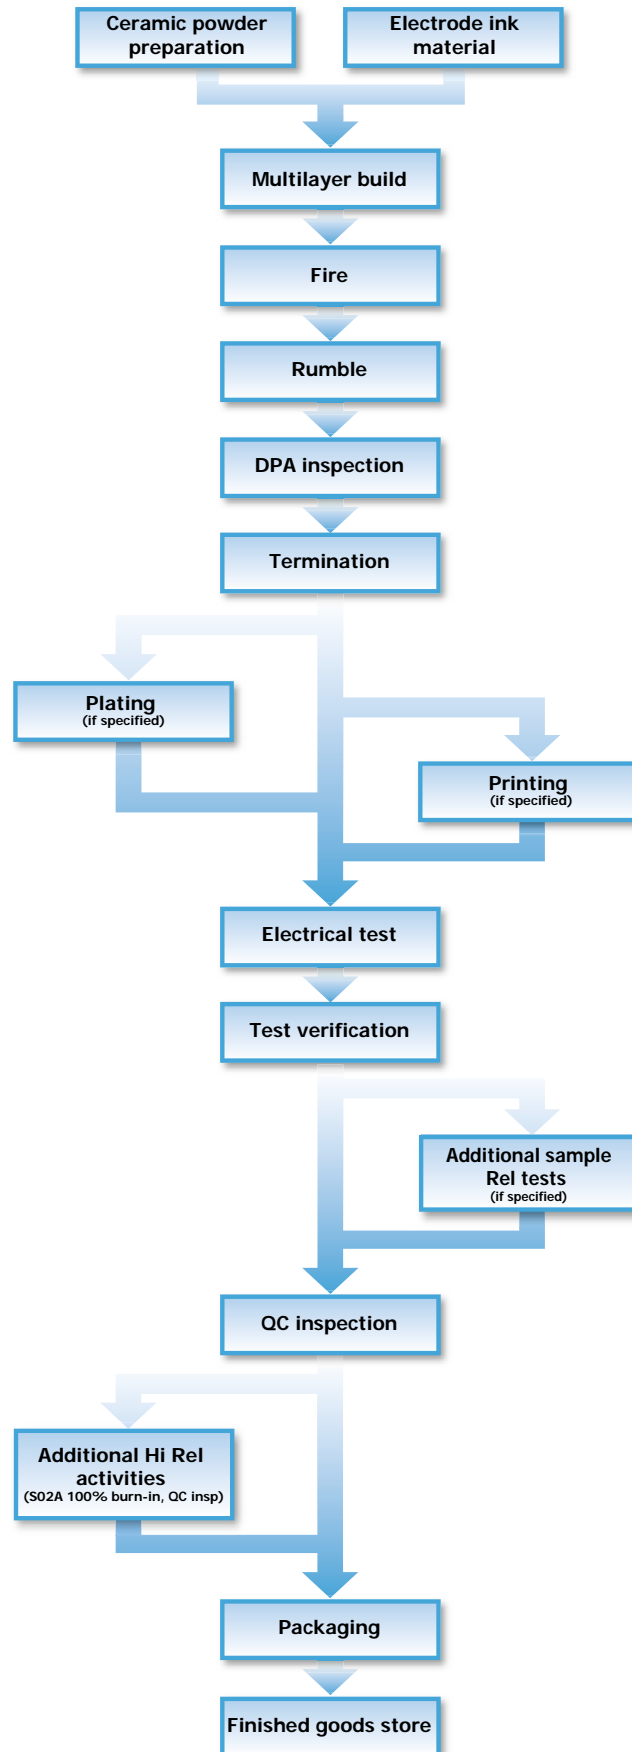 Ceramic powder
preparation
Electrode ink
material
Multilayer build
Fire
Rumble
DPA inspection
Termination
Plating
(if specified)
Printing
(if specified)
Electrical test
Test verification
Additional sample
Rel tests
(if specified)
QC inspection
Additional Hi Rel
activities
(S02A 100% burn-in, QC insp)
Packaging
Finished goods store